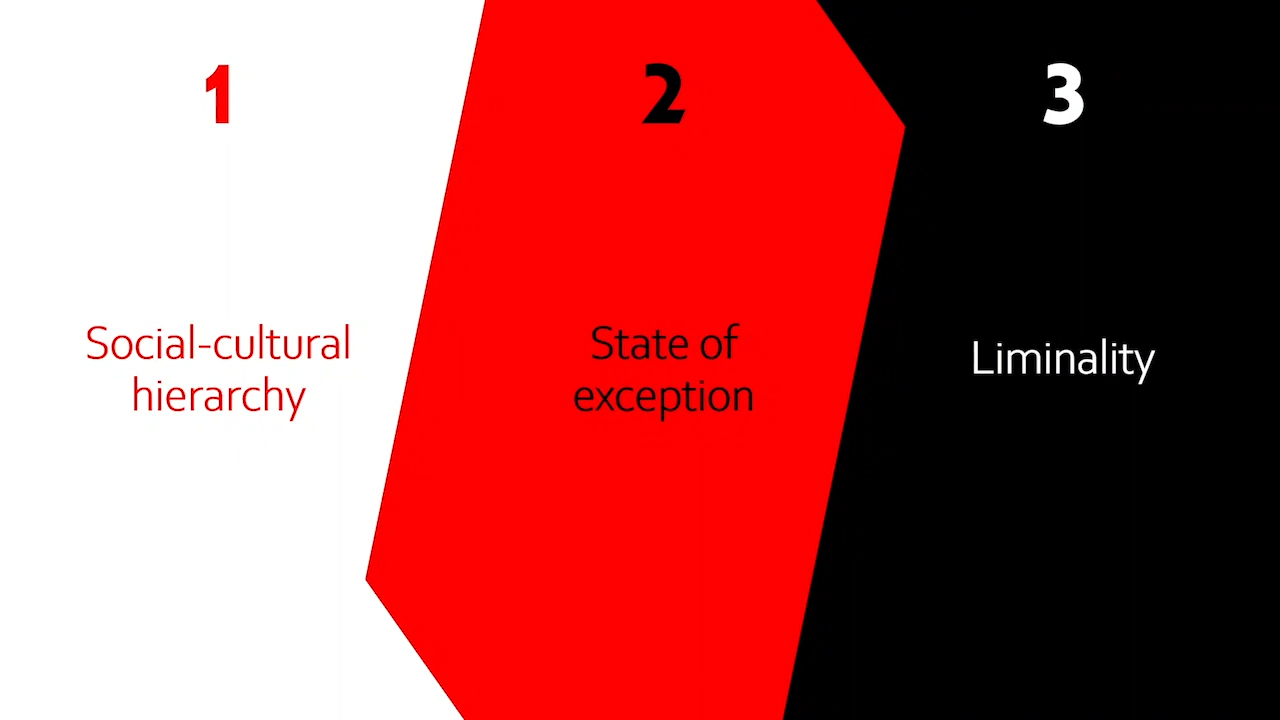 1
Social-cultural
hierarchy
2
State of
exception
3
Liminality